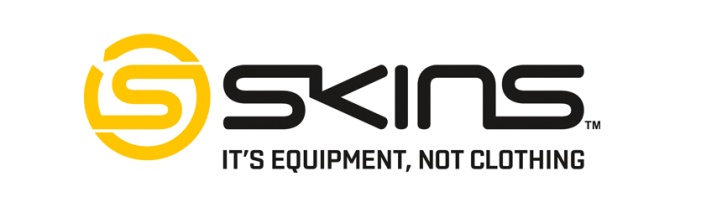 S SKINS™
IT'S EQUIPMENT, NOT CLOTHING